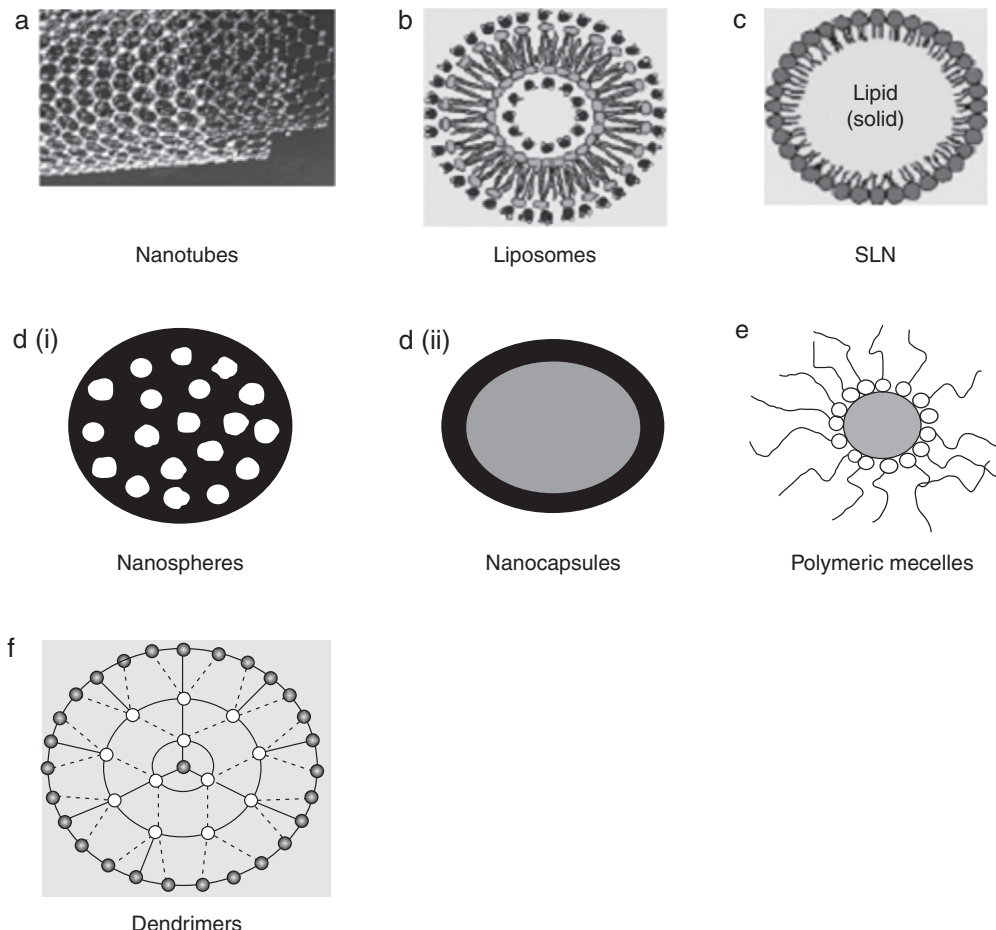 a
b
c
Lipid
(solid)
Nanotubes
Liposomes
SLN
d (i)
d (ii)
e
Nanospheres
Nanocapsules
Polymeric mecelles
f
Dendrimers